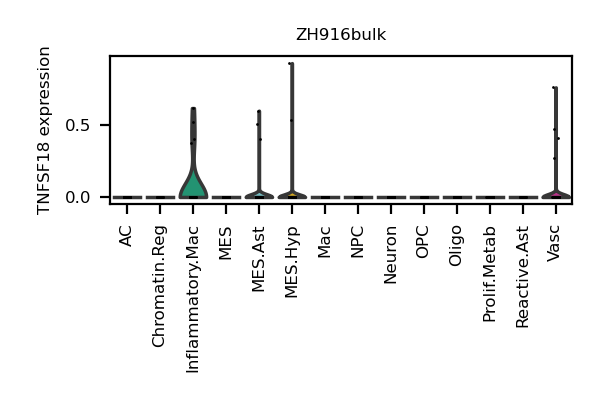 ZH916bulk
TNFSF18 expression
0.5
0.0
AC
Chromatin.Reg
Inflammatory.Mac
MES
MES.Ast
MES.Hyp
Mac
NPC
Neuron
OPC
Oligo
Prolif.Metab
Reactive.Ast
Vasc